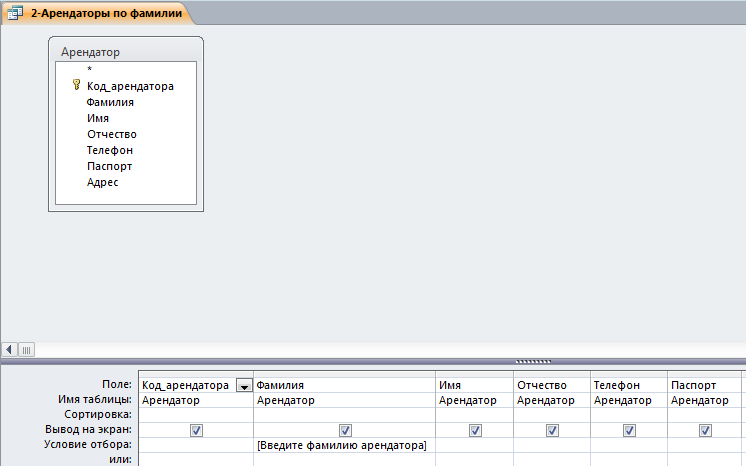 2-Арендаторы по фамилии
Арендатор
*
Код_арендатора
Фамилия
Имя
Отчество
Телефон
Паспорт
Адрес
Поле: Код_арендатора Фамилия Имя Отчество Телефон Паспорт
Имя таблицы: Арендатор Арендатор Арендатор Арендатор Арендатор Арендатор
Сортировка:
Вывод на экран:
Условие отбора: [Введите фамилию арендатора]
или: